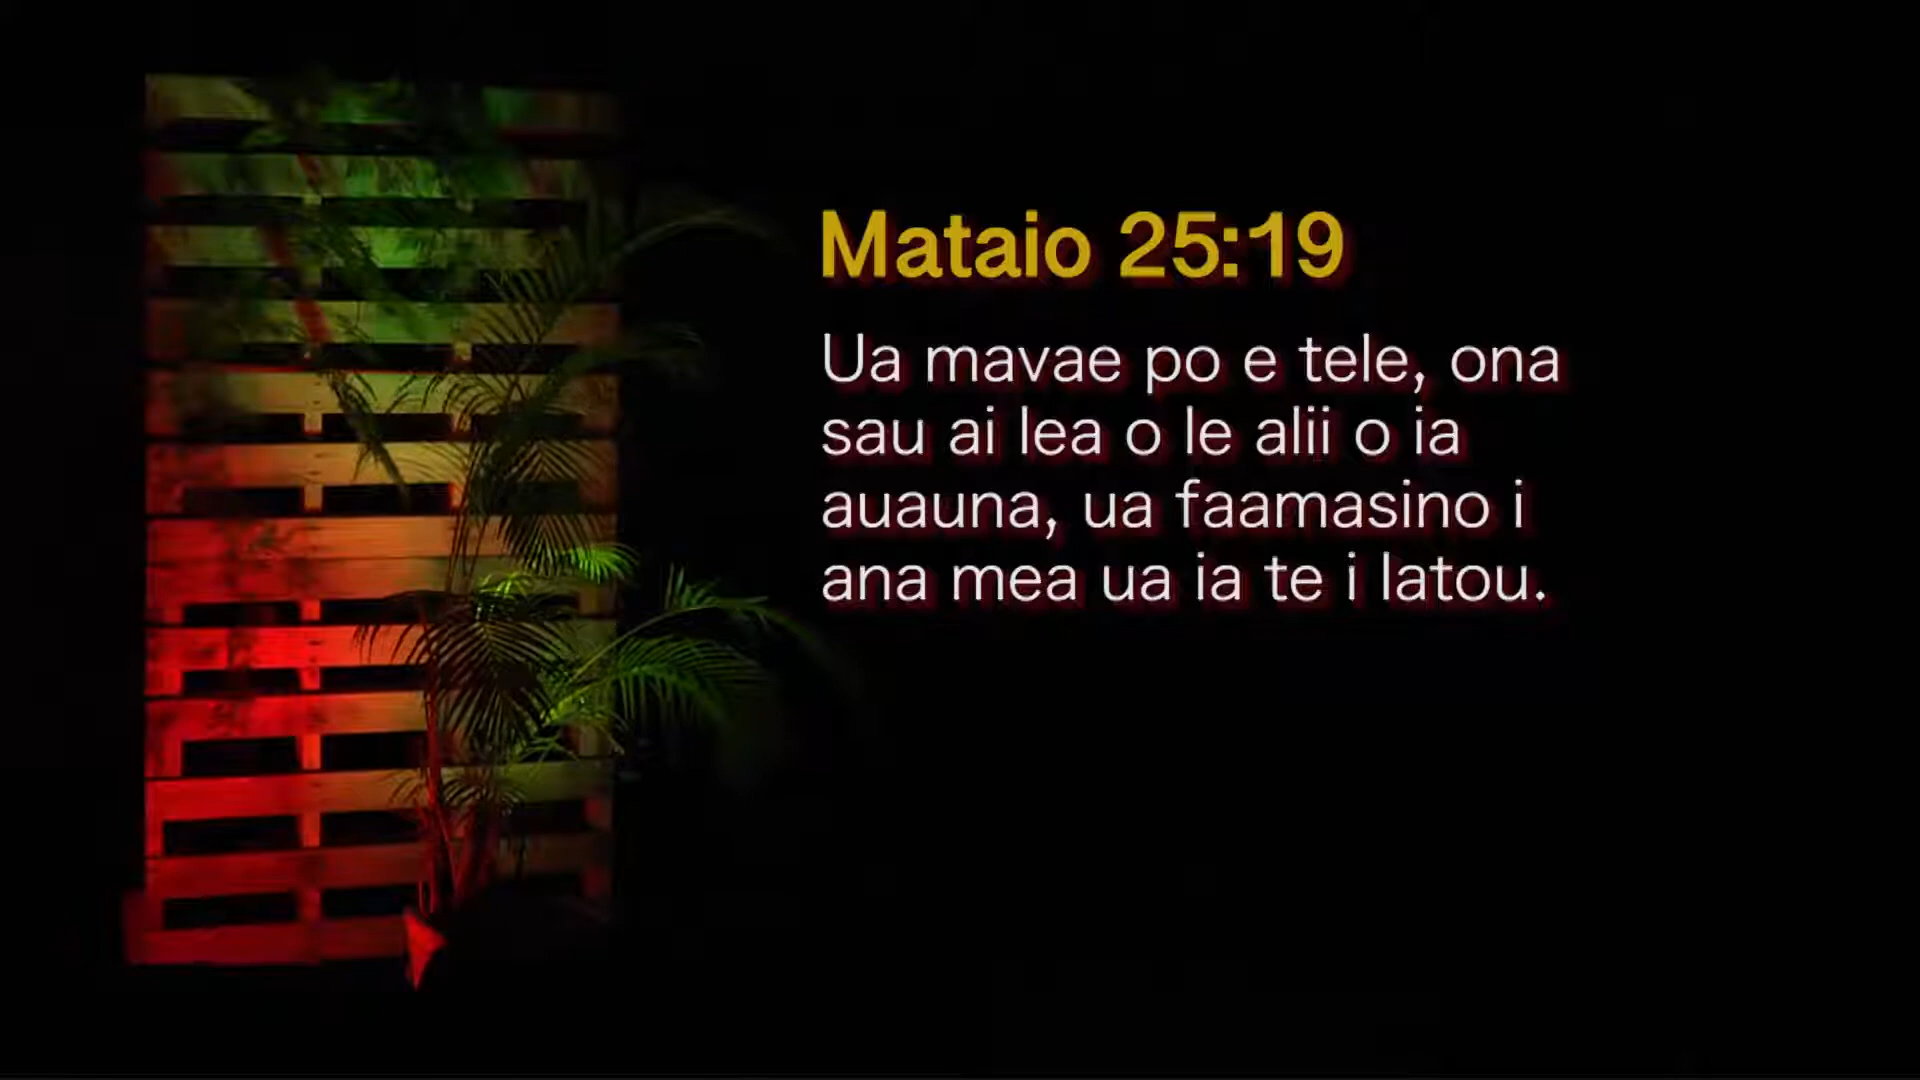 Mataio 25:19
Ua mavae po e tele, ona
sau ai lea o le alii o ia
auauna, ua faamasino i
ana mea ua ia te i latou.